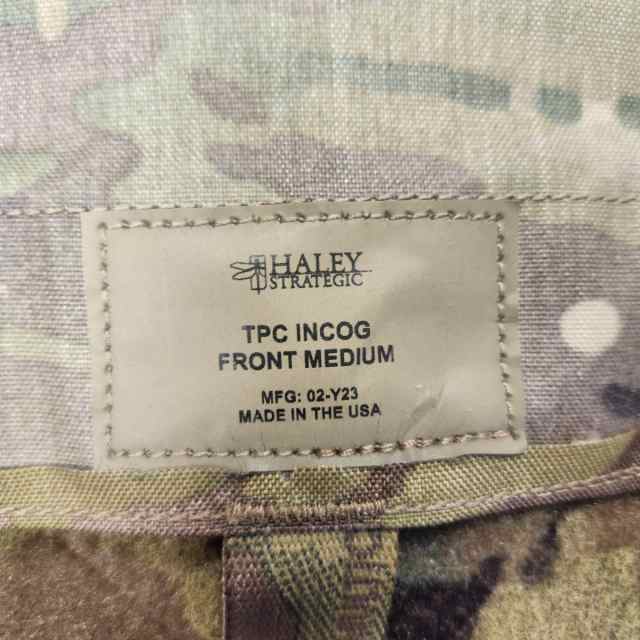 HALEY
STRATEGIC
TPC INCOG
FRONT MEDIUM
MFG: 02-Y23
MADE IN THE USA